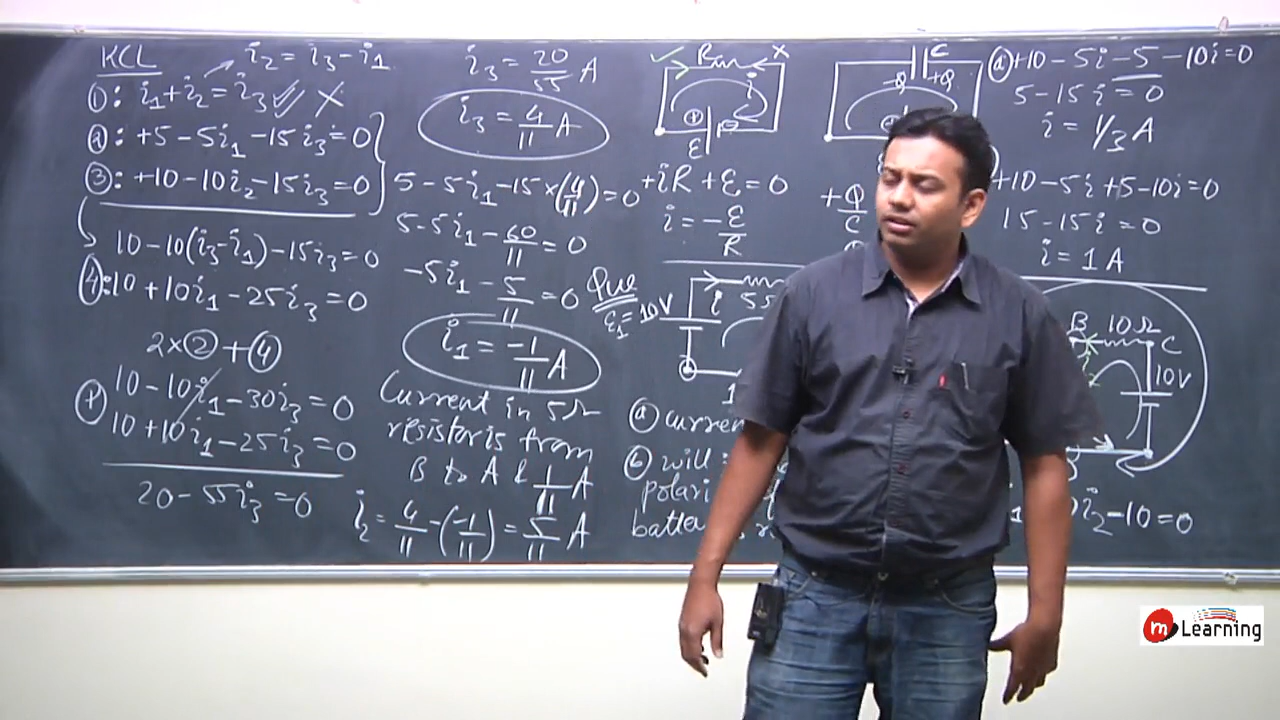 KCL
i₂ = i₃ - i₁
①: i₁+i₂ = i₃
②: +5 - 5i₁ - 15i₃ = 0
③: +10 - 10i₂ - 15i₃ = 0
10 - 10(i₃ - i₁) - 15i₃ = 0
④: 10 + 10i₁ - 25i₃ = 0
2×② + ④
10 - 10i₁ - 30i₃ = 0
10 + 10i₁ - 25i₃ = 0
20 - 55i₃ = 0
i₃ = 20/55 A
i₃ = 4/11 A
5 - 5i₁ - 15×(4/11) = 0
5 - 5i₁ - 60/11 = 0
-5i₁ - 5/11 = 0
i₁ = -1/11 A
Current in 5Ω
resistor is from
B to A & 1/11 A
i₂ = 4/11 - (-1/11) = 5/11 A
R
i
ε
+iR + ε = 0
i = -ε/R
C
-Q +Q
+Q/C
Que
ε₁ = 10V
i
ⓐ current
ⓑ will
ⓐ +10 - 5i - 5 - 10i = 0
5 - 15i = 0
i = 1/3 A
+10 - 5i + 5 - 10i = 0
15 - 15i = 0
i = 1 A
B 10Ω C
10V
i₂ - 10 = 0
m Learning